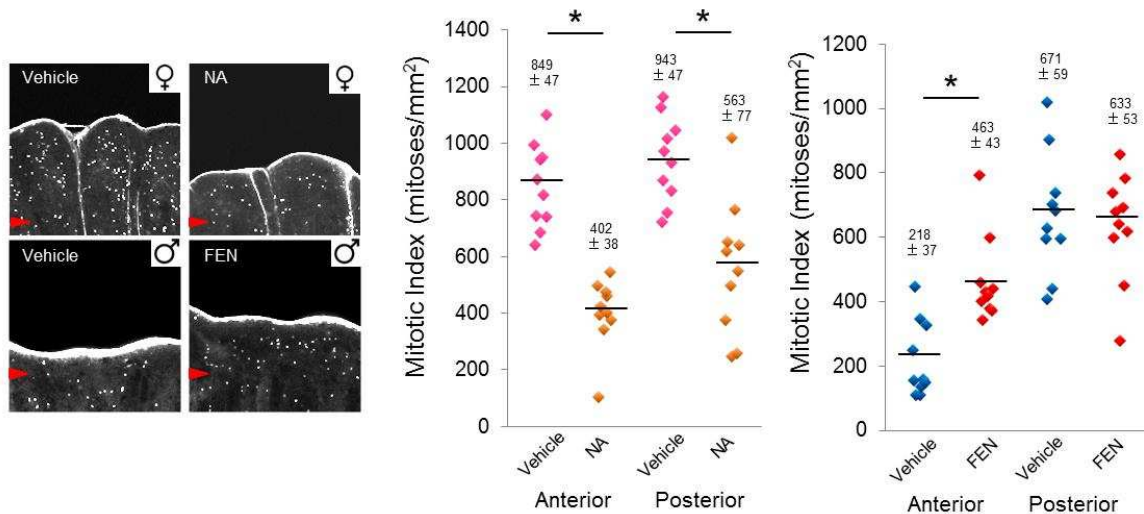 Vehicle ♀
NA ♀
Vehicle ♂
FEN ♂
Mitotic Index (mitoses/mm²)
1400
1200
1000
800
600
400
200
0
*
*
849
± 47
402
± 38
943
± 47
563
± 77
Vehicle
NA
Vehicle
NA
Anterior
Posterior
Mitotic Index (mitoses/mm²)
1200
1000
800
600
400
200
0
*
218
± 37
463
± 43
671
± 59
633
± 53
Vehicle
FEN
Vehicle
FEN
Anterior
Posterior